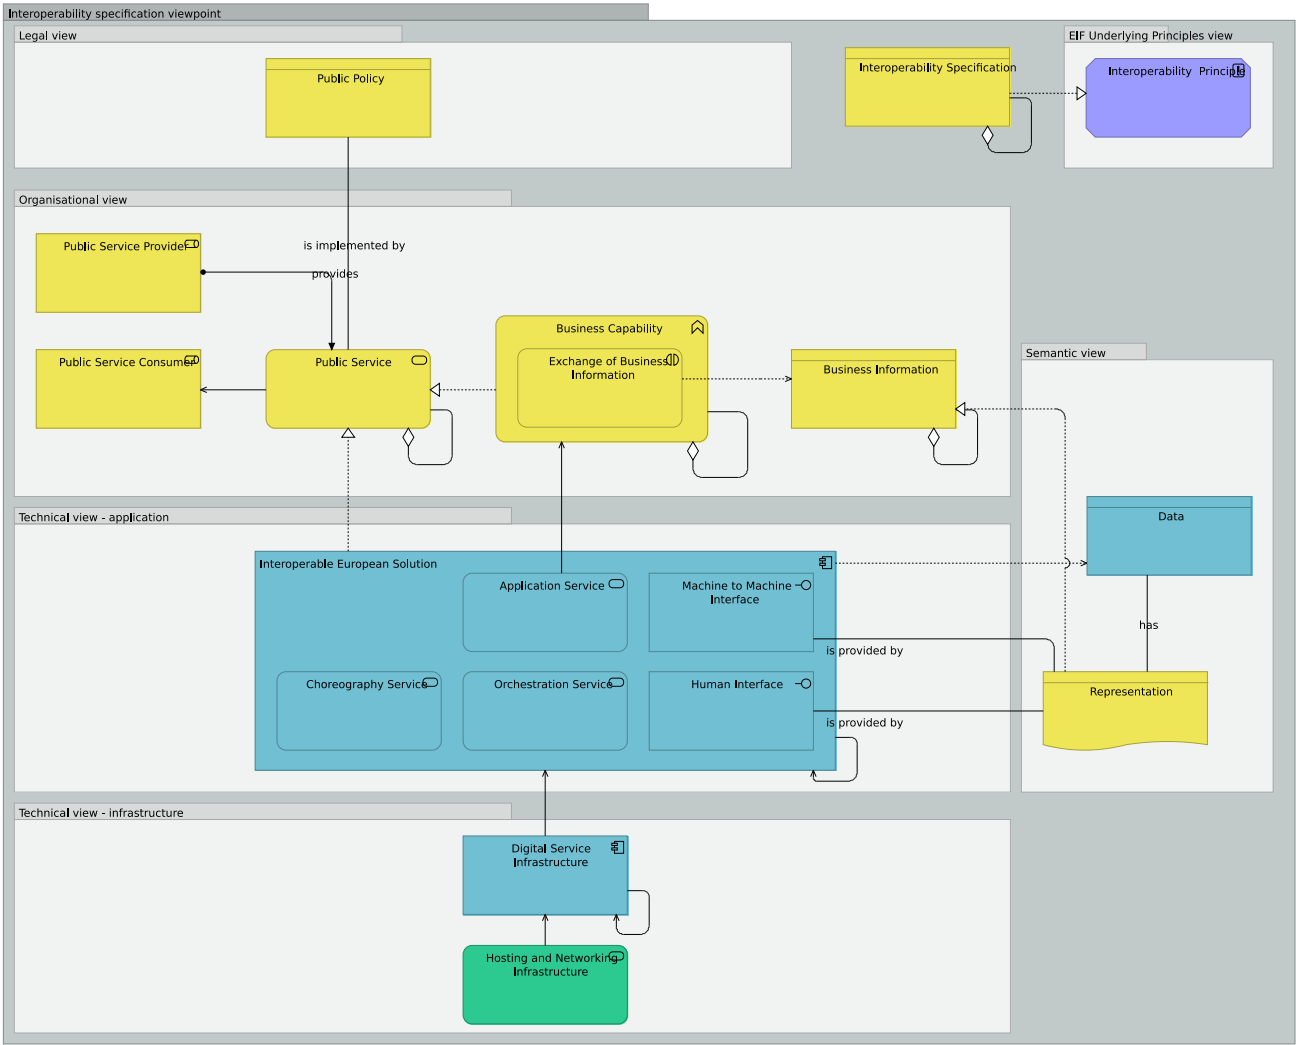 Interoperability specification viewpoint
Legal view
Public Policy
Interoperability Specification
EIF Underlying Principles view
Interoperability Principle
Organisational view
Public Service Provider
is implemented by
provides
Public Service Consumer
Public Service
Business Capability
Exchange of Business
Information
Business Information
Semantic view
Data
has
Representation
Technical view - application
Interoperable European Solution
Application Service
Machine to Machine
Interface
is provided by
Choreography Service
Orchestration Service
Human Interface
is provided by
Technical view - infrastructure
Digital Service
Infrastructure
Hosting and Networking
Infrastructure